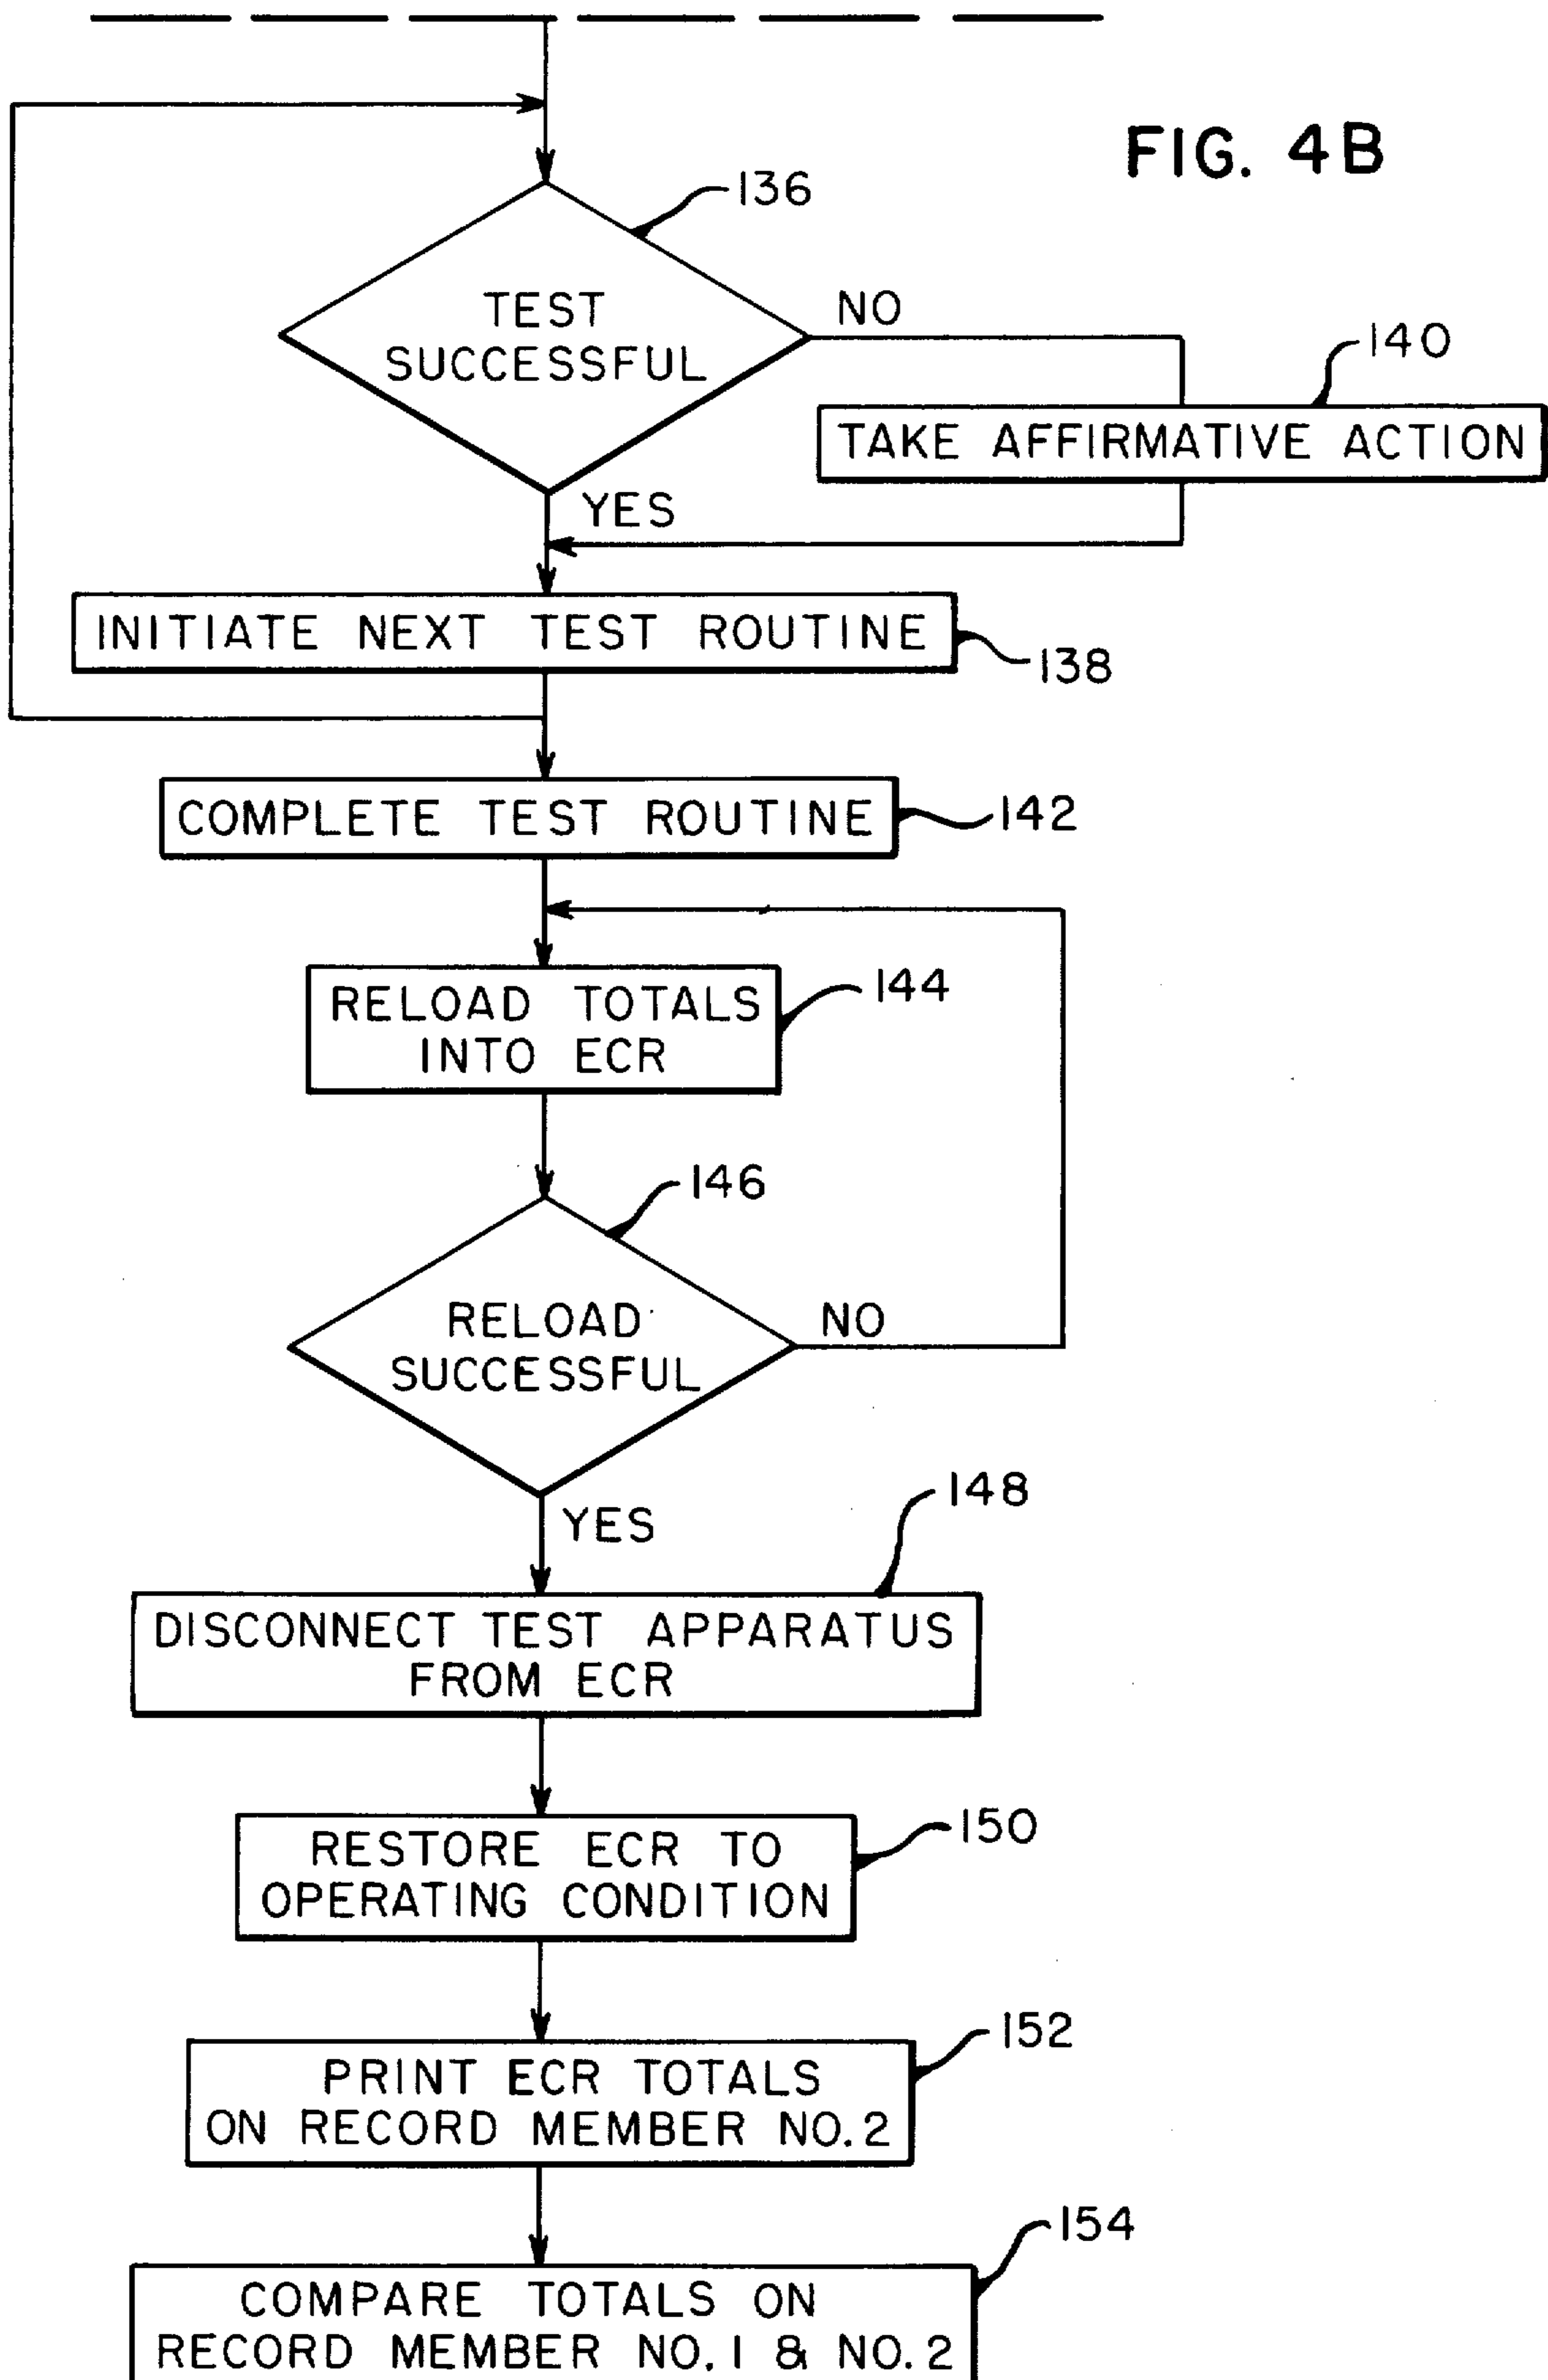 FIG. 4B
136
TEST
SUCCESSFUL
NO
140
TAKE AFFIRMATIVE ACTION
YES
INITIATE NEXT TEST ROUTINE
138
COMPLETE TEST ROUTINE
142
RELOAD TOTALS
INTO ECR
144
146
RELOAD
SUCCESSFUL
NO
YES
148
DISCONNECT TEST APPARATUS
FROM ECR
RESTORE ECR TO
OPERATING CONDITION
150
PRINT ECR TOTALS
ON RECORD MEMBER NO. 2
152
154
COMPARE TOTALS ON
RECORD MEMBER NO. 1 & NO. 2